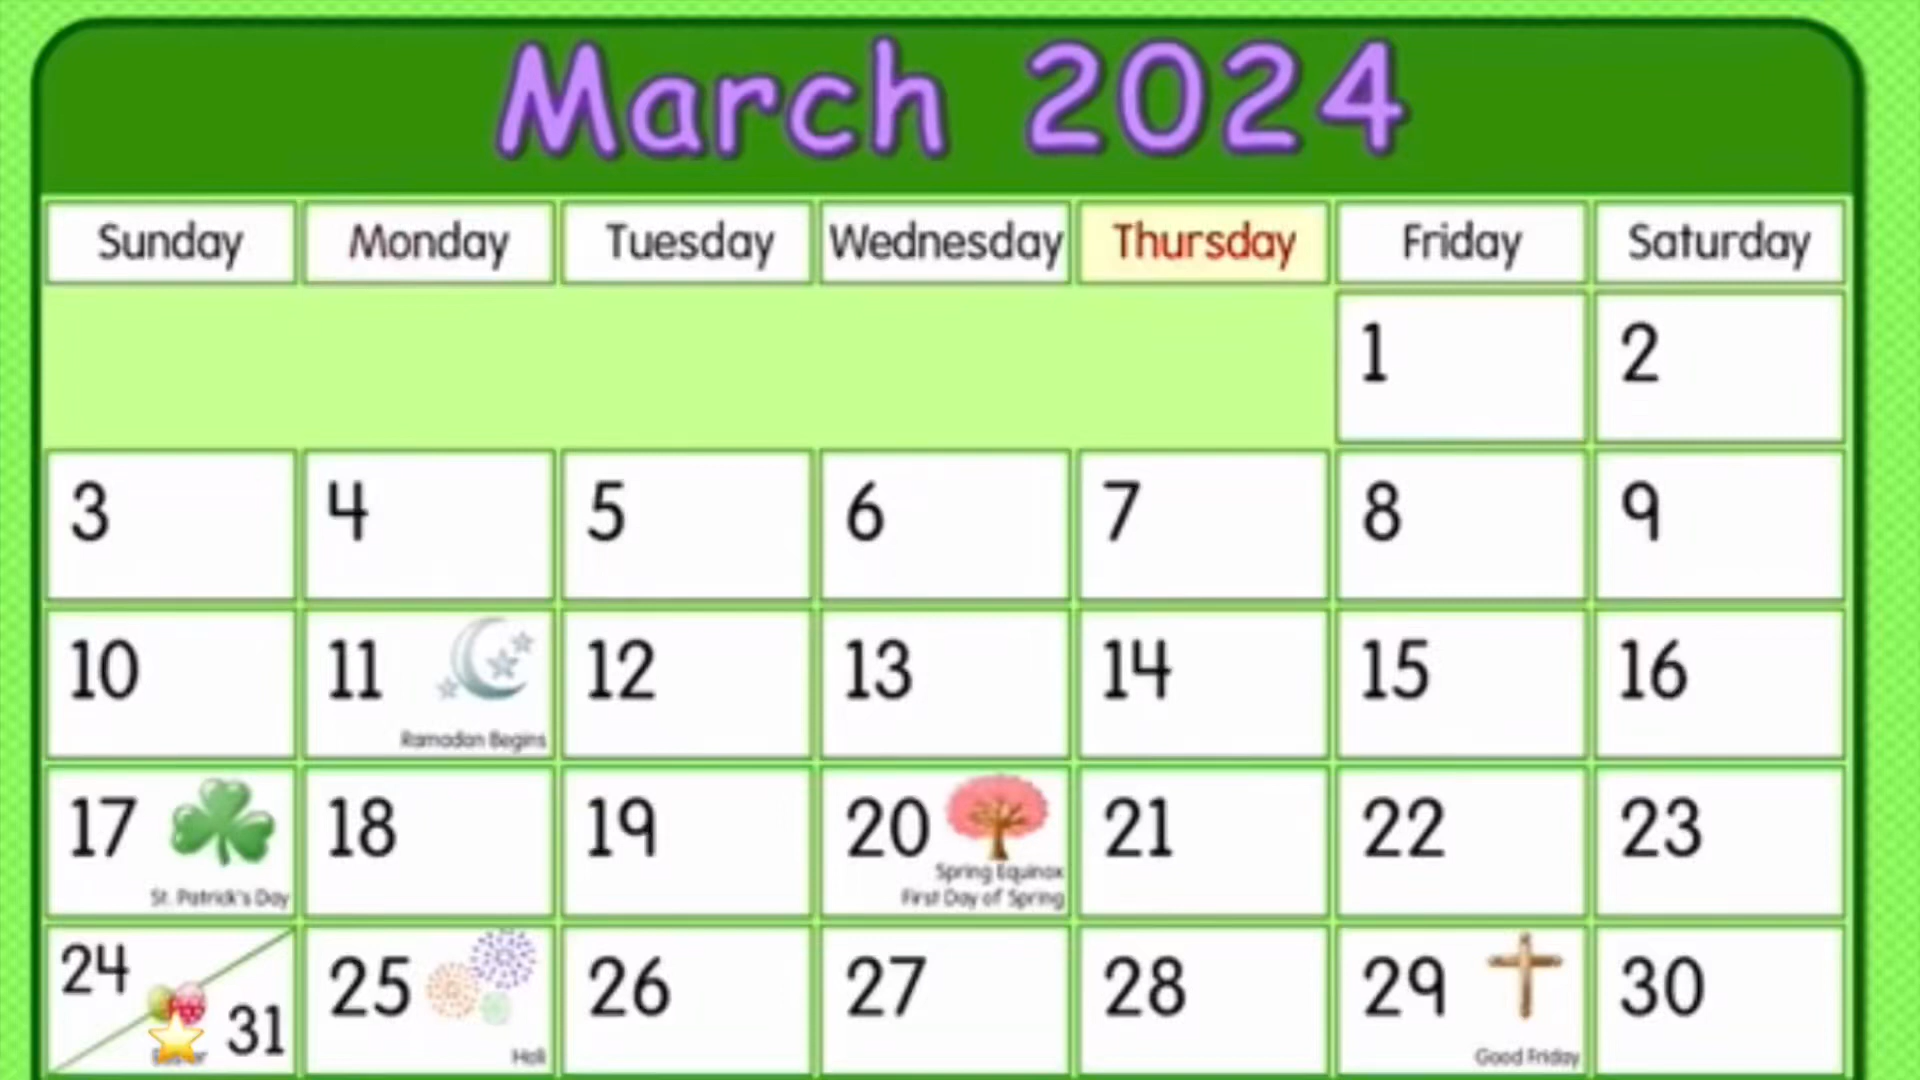 March 2024
Sunday Monday Tuesday Wednesday Thursday Friday Saturday
1 2
3 4 5 6 7 8 9
10 11 12 13 14 15 16
Ramadan Begins
17 18 19 20 21 22 23
St. Patrick's Day
Spring Equinox
First Day of Spring
24 31 25 26 27 28 29 30
Holi
Good Friday